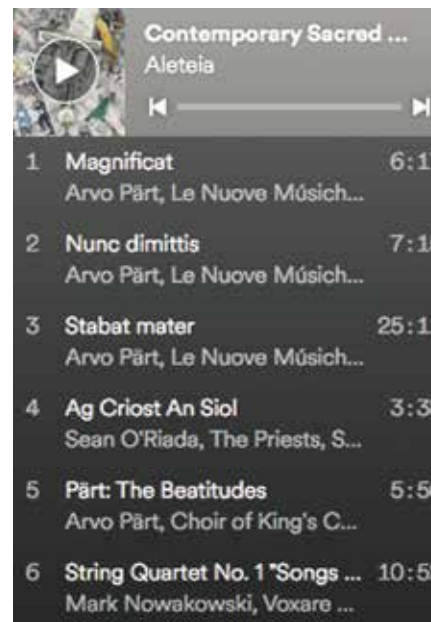 Contemporary Sacred ...
Aleteia
1 Magnificat 6:1
Arvo Pärt, Le Nuove Músich...
2 Nunc dimittis 7:1
Arvo Pärt, Le Nuove Músich...
3 Stabat mater 25:1
Arvo Pärt, Le Nuove Músich...
4 Ag Criost An Siol 3:3
Sean O'Riada, The Priests, S...
5 Pärt: The Beatitudes 5:5
Arvo Pärt, Choir of King's C...
6 String Quartet No. 1 "Songs ... 10:5
Mark Nowakowski, Voxare ...